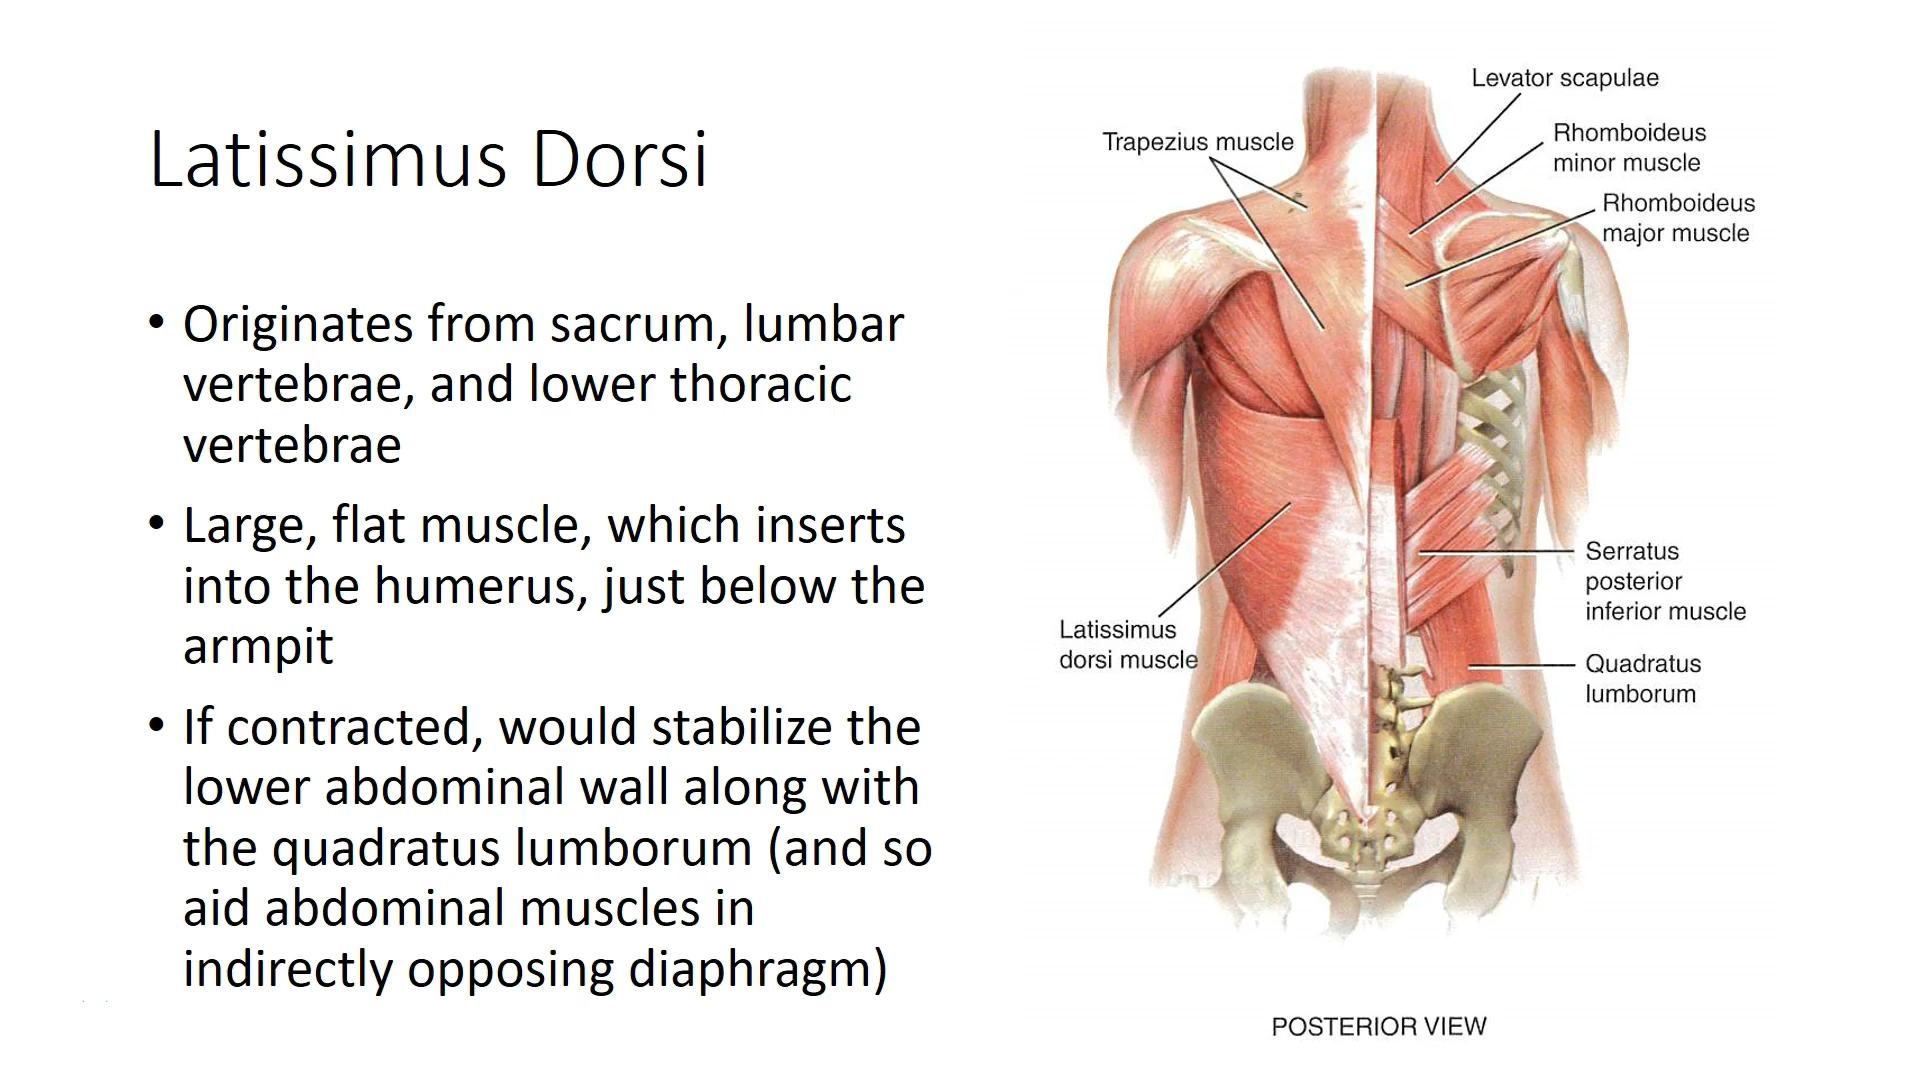 Latissimus Dorsi
• Originates from sacrum, lumbar
vertebrae, and lower thoracic
vertebrae
• Large, flat muscle, which inserts
into the humerus, just below the
armpit
• If contracted, would stabilize the
lower abdominal wall along with
the quadratus lumborum (and so
aid abdominal muscles in
indirectly opposing diaphragm)
Levator scapulae
Trapezius muscle
Rhomboideus
minor muscle
Rhomboideus
major muscle
Serratus
posterior
inferior muscle
Latissimus
dorsi muscle
Quadratus
lumborum
POSTERIOR VIEW